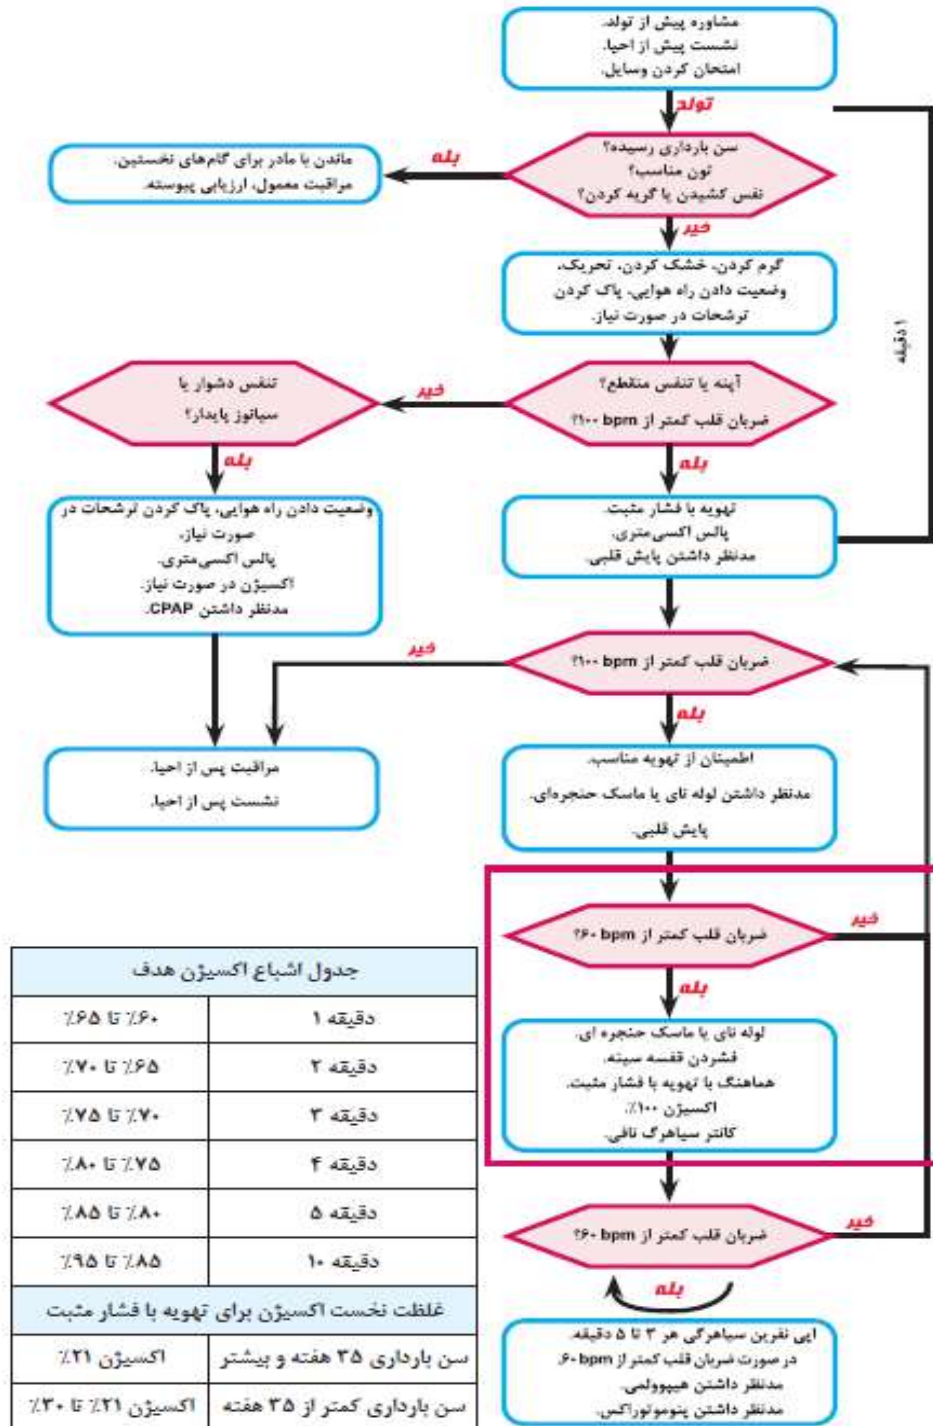 مشاوره پیش از تولد.
نشست پیش از احیا.
امتحان کردن وسایل.
تولد
سن بارداری رسیده؟
تون مناسب؟
نفس کشیدن یا گریه کردن؟
بله
ماندن با مادر برای گام‌های نخستین.
مراقبت معمول، ارزیابی پیوسته.
خیر
گرم کردن، خشک کردن، تحریک،
وضعیت دادن راه هوایی، پاک کردن
ترشحات در صورت نیاز.
۱ دقیقه
آپنه یا تنفس منقطع؟
ضربان قلب کمتر از ۱۰۰ bpm؟
خیر
تنفس دشوار یا
سیانوز پایدار؟
بله
بله
تهویه با فشار مثبت.
پالس اکسی‌متری.
مدنظر داشتن پایش قلبی.
وضعیت دادن راه هوایی، پاک کردن ترشحات در
صورت نیاز.
پالس اکسی‌متری.
اکسیژن در صورت نیاز.
مدنظر داشتن CPAP.
ضربان قلب کمتر از ۱۰۰ bpm؟
خیر
بله
مراقبت پس از احیا.
نشست پس از احیا.
اطمینان از تهویه مناسب.
مدنظر داشتن لوله نای یا ماسک حنجره‌ای.
پایش قلبی.
ضربان قلب کمتر از ۶۰ bpm؟
خیر
بله
لوله نای یا ماسک حنجره ای.
فشردن قفسه سینه.
هماهنگ با تهویه با فشار مثبت.
اکسیژن ۱۰۰٪.
کاتتر سیاهرگ نافی.
ضربان قلب کمتر از ۶۰ bpm؟
خیر
بله
اپی نفرین سیاهرگی هر ۳ تا ۵ دقیقه.
در صورت ضربان قلب کمتر از ۶۰ bpm.
مدنظر داشتن هیپوولمی.
مدنظر داشتن پنوموتوراکس.
جدول اشباع اکسیژن هدف
دقیقه ۱ ۶۰٪ تا ۶۵٪
دقیقه ۲ ۶۵٪ تا ۷۰٪
دقیقه ۳ ۷۰٪ تا ۷۵٪
دقیقه ۴ ۷۵٪ تا ۸۰٪
دقیقه ۵ ۸۰٪ تا ۸۵٪
دقیقه ۱۰ ۸۵٪ تا ۹۵٪
غلظت نخست اکسیژن برای تهویه با فشار مثبت
سن بارداری ۳۵ هفته و بیشتر اکسیژن ۲۱٪
سن بارداری کمتر از ۳۵ هفته اکسیژن ۲۱٪ تا ۳۰٪